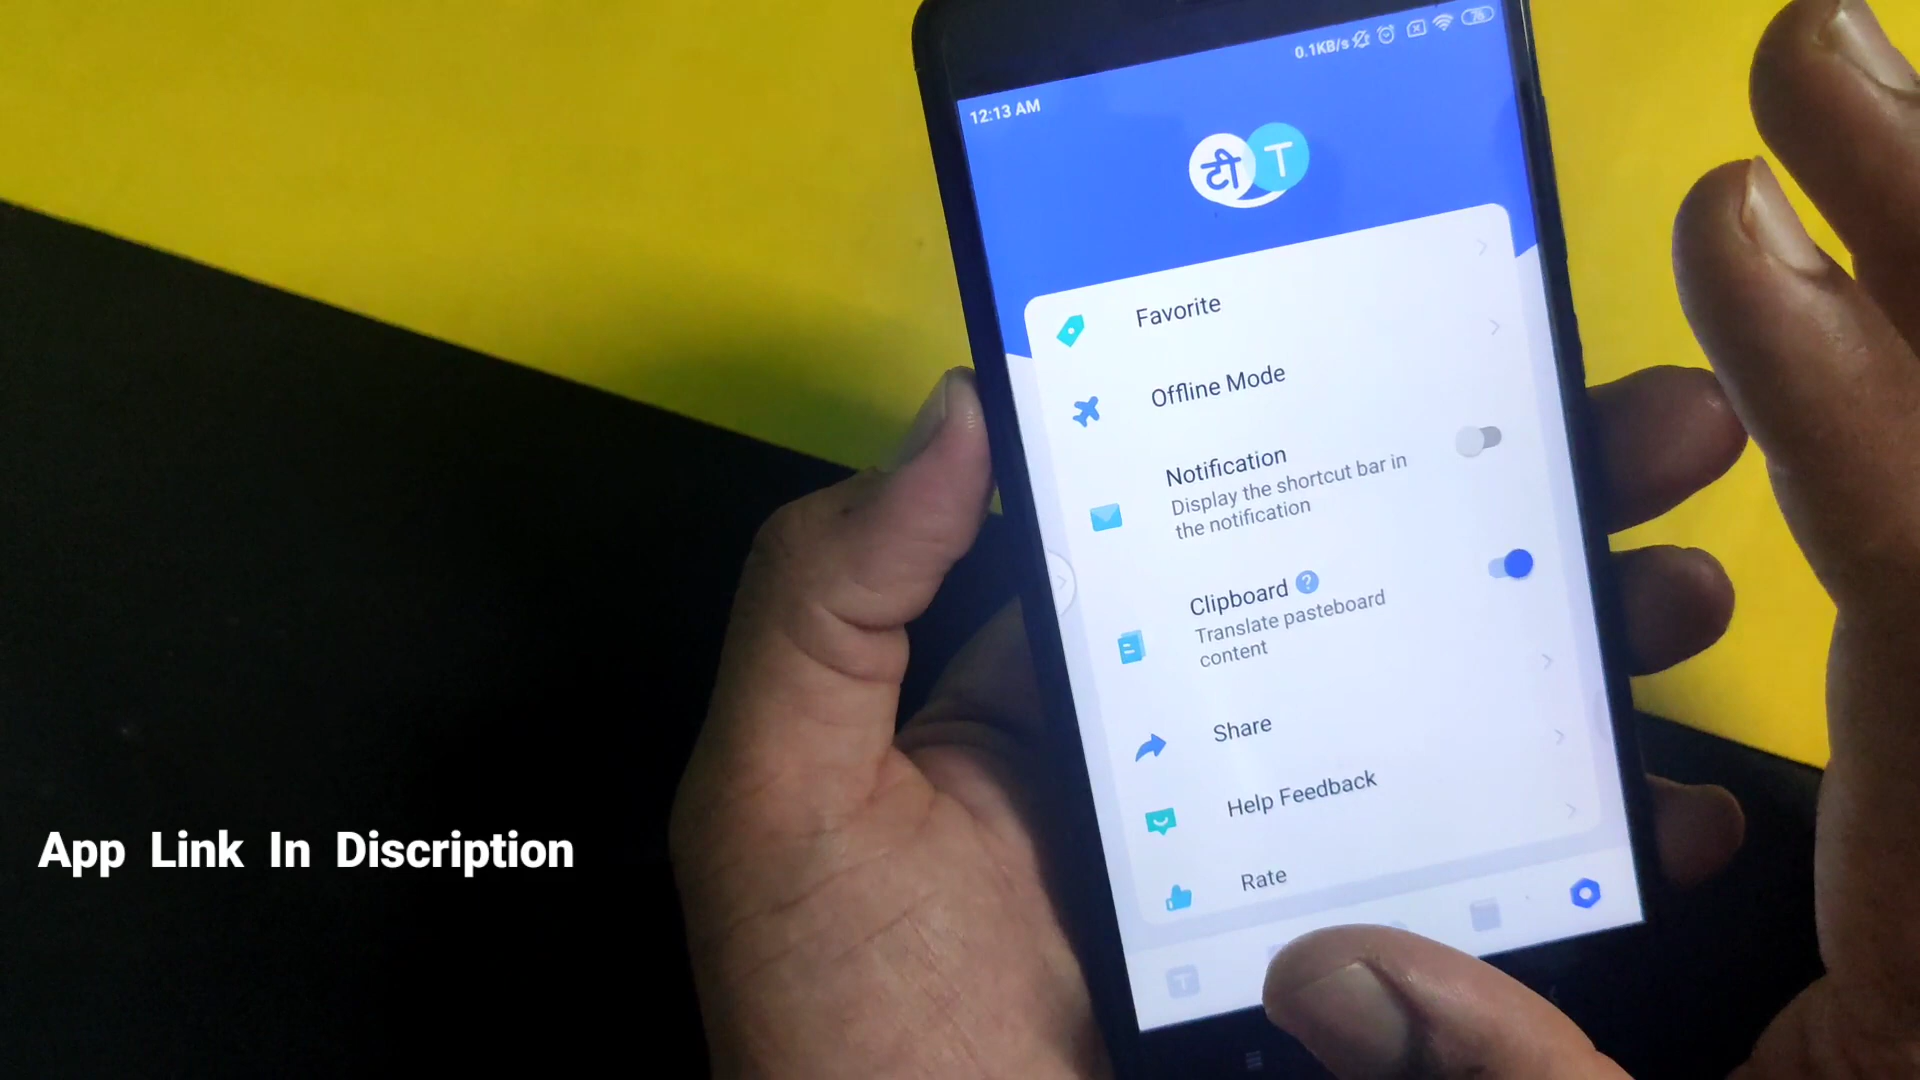 0.1KB/s
76
12:13 AM
टी T
Favorite
Offline Mode
Notification
Display the shortcut bar in
the notification
Clipboard ?
Translate pasteboard
content
Share
Help Feedback
Rate
T
App Link In Discription